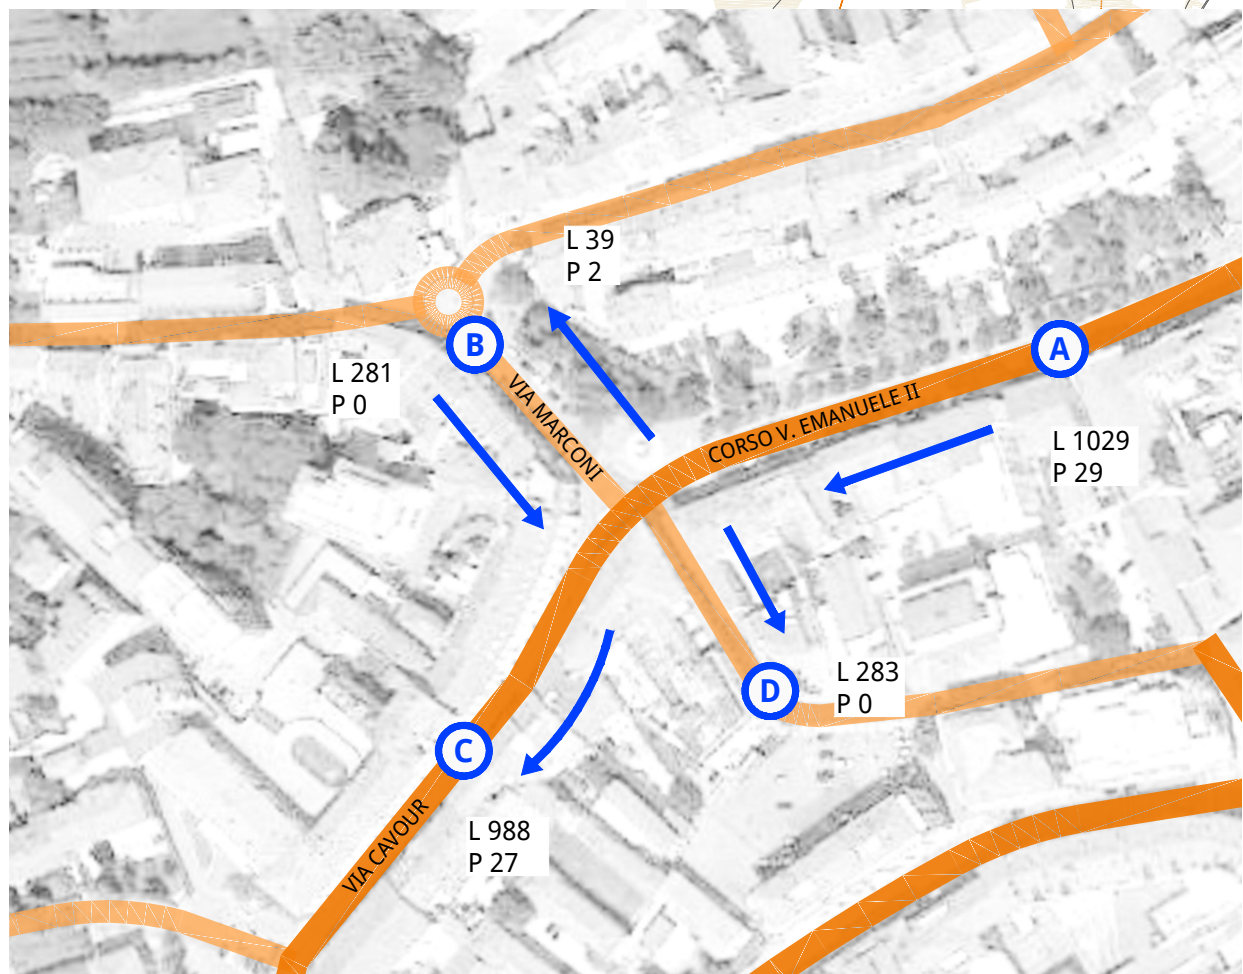 L 39
P 2
A
B
L 281
P 0
VIA MARCONI
CORSO V. EMANUELE II
L 1029
P 29
D
L 283
P 0
C
VIA CAVOUR
L 988
P 27